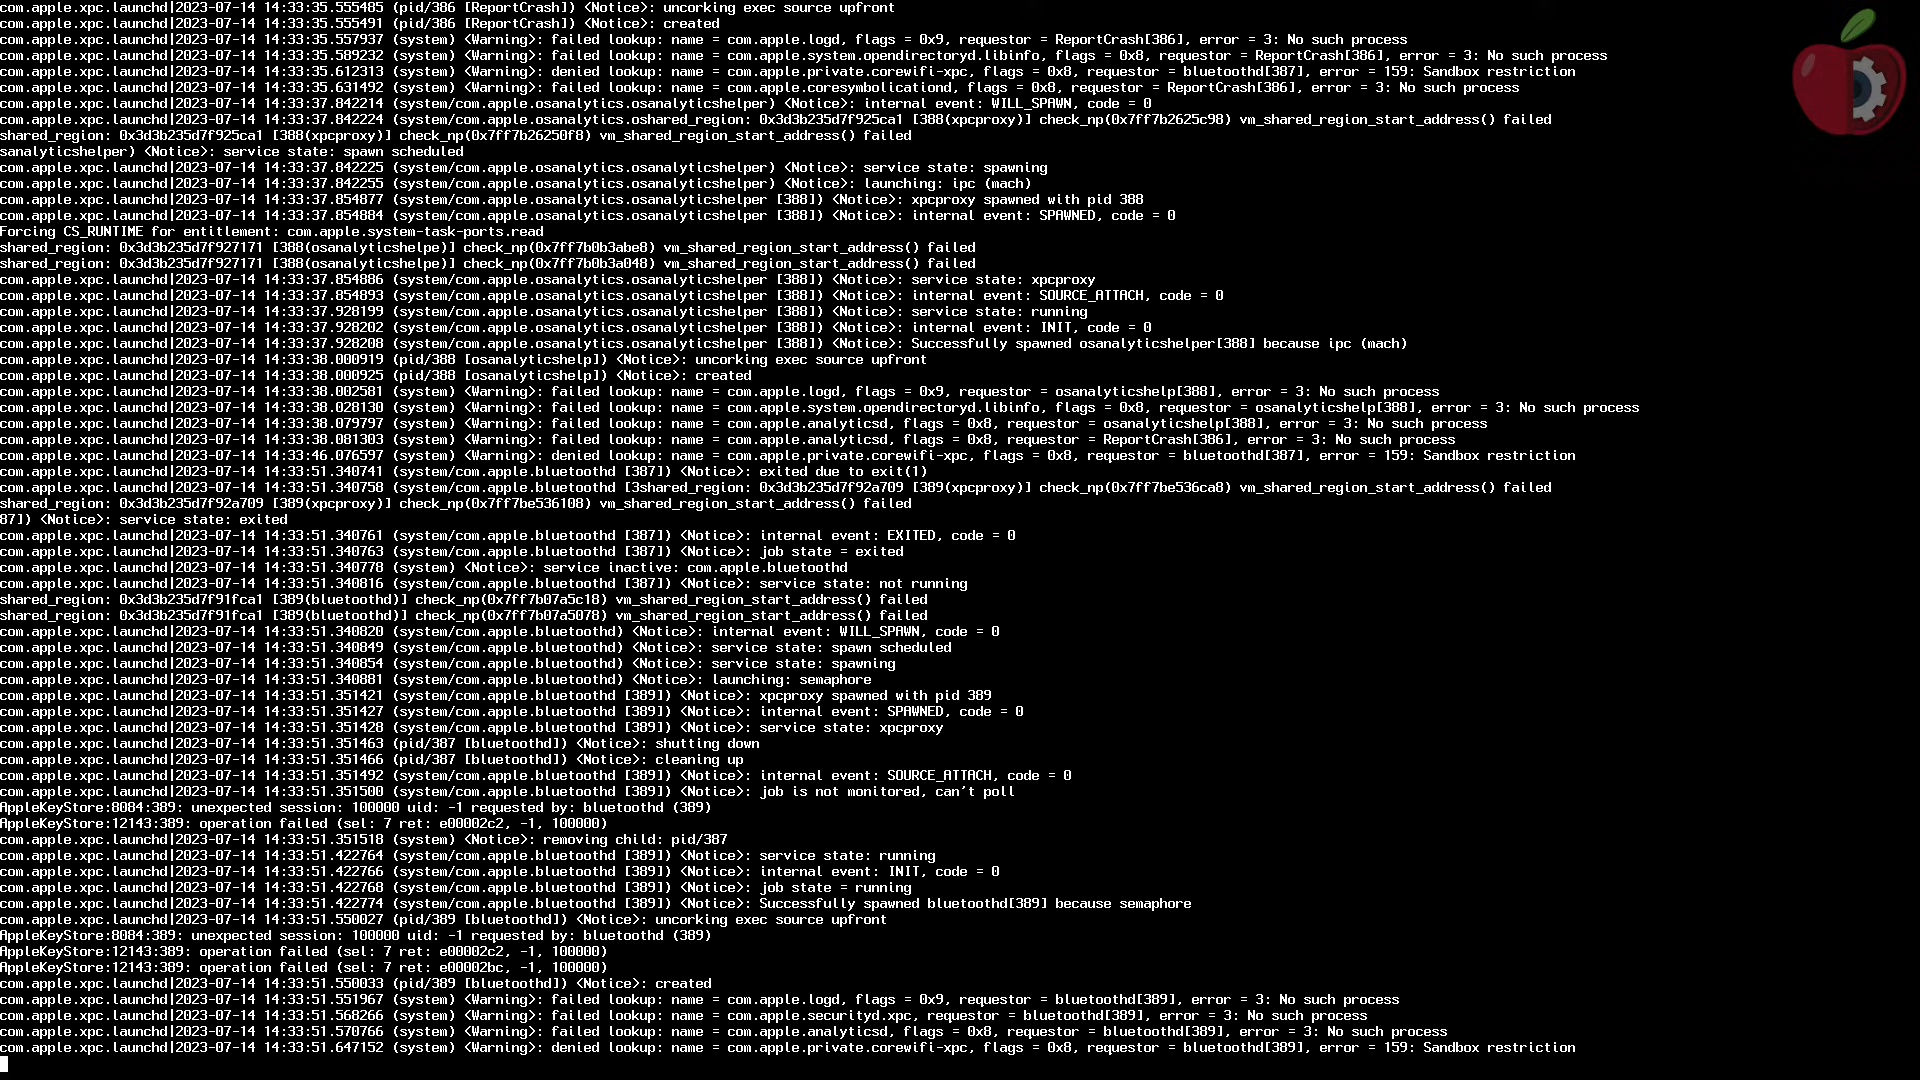 com.apple.xpc.launchd|2023-07-14 14:33:35.555485 (pid/386 [ReportCrash]) <Notice>: uncorking exec source upfront
com.apple.xpc.launchd|2023-07-14 14:33:35.555491 (pid/386 [ReportCrash]) <Notice>: created
com.apple.xpc.launchd|2023-07-14 14:33:35.557937 (system) <Warning>: failed lookup: name = com.apple.logd, flags = 0x9, requestor = ReportCrash[386], error = 3: No such process
com.apple.xpc.launchd|2023-07-14 14:33:35.589232 (system) <Warning>: failed lookup: name = com.apple.system.opendirectoryd.libinfo, flags = 0x8, requestor = ReportCrash[386], error = 3: No such process
com.apple.xpc.launchd|2023-07-14 14:33:35.612313 (system) <Warning>: denied lookup: name = com.apple.private.corewifi-xpc, flags = 0x8, requestor = bluetoothd[387], error = 159: Sandbox restriction
com.apple.xpc.launchd|2023-07-14 14:33:35.631492 (system) <Warning>: failed lookup: name = com.apple.coresymbolicationd, flags = 0x8, requestor = ReportCrash[386], error = 3: No such process
com.apple.xpc.launchd|2023-07-14 14:33:37.842214 (system/com.apple.osanalytics.osanalyticshelper) <Notice>: internal event: WILL_SPAWN, code = 0
com.apple.xpc.launchd|2023-07-14 14:33:37.842224 (system/com.apple.osanalytics.oshared_region: 0x3d3b235d7f925ca1 [388(xpcproxy)] check_np(0x7ff7b2625c98) vm_shared_region_start_address() failed
shared_region: 0x3d3b235d7f925ca1 [388(xpcproxy)] check_np(0x7ff7b26250f8) vm_shared_region_start_address() failed
sanalyticshelper) <Notice>: service state: spawn scheduled
com.apple.xpc.launchd|2023-07-14 14:33:37.842225 (system/com.apple.osanalytics.osanalyticshelper) <Notice>: service state: spawning
com.apple.xpc.launchd|2023-07-14 14:33:37.842255 (system/com.apple.osanalytics.osanalyticshelper) <Notice>: launching: ipc (mach)
com.apple.xpc.launchd|2023-07-14 14:33:37.854877 (system/com.apple.osanalytics.osanalyticshelper [388]) <Notice>: xpcproxy spawned with pid 388
com.apple.xpc.launchd|2023-07-14 14:33:37.854884 (system/com.apple.osanalytics.osanalyticshelper [388]) <Notice>: internal event: SPAWNED, code = 0
Forcing CS_RUNTIME for entitlement: com.apple.system-task-ports.read
shared_region: 0x3d3b235d7f927171 [388(osanalyticshelpe)] check_np(0x7ff7b0b3abe8) vm_shared_region_start_address() failed
shared_region: 0x3d3b235d7f927171 [388(osanalyticshelpe)] check_np(0x7ff7b0b3a048) vm_shared_region_start_address() failed
com.apple.xpc.launchd|2023-07-14 14:33:37.854886 (system/com.apple.osanalytics.osanalyticshelper [388]) <Notice>: service state: xpcproxy
com.apple.xpc.launchd|2023-07-14 14:33:37.854893 (system/com.apple.osanalytics.osanalyticshelper [388]) <Notice>: internal event: SOURCE_ATTACH, code = 0
com.apple.xpc.launchd|2023-07-14 14:33:37.928199 (system/com.apple.osanalytics.osanalyticshelper [388]) <Notice>: service state: running
com.apple.xpc.launchd|2023-07-14 14:33:37.928202 (system/com.apple.osanalytics.osanalyticshelper [388]) <Notice>: internal event: INIT, code = 0
com.apple.xpc.launchd|2023-07-14 14:33:37.928208 (system/com.apple.osanalytics.osanalyticshelper [388]) <Notice>: Successfully spawned osanalyticshelper[388] because ipc (mach)
com.apple.xpc.launchd|2023-07-14 14:33:38.000919 (pid/388 [osanalyticshelp]) <Notice>: uncorking exec source upfront
com.apple.xpc.launchd|2023-07-14 14:33:38.000925 (pid/388 [osanalyticshelp]) <Notice>: created
com.apple.xpc.launchd|2023-07-14 14:33:38.002581 (system) <Warning>: failed lookup: name = com.apple.logd, flags = 0x9, requestor = osanalyticshelp[388], error = 3: No such process
com.apple.xpc.launchd|2023-07-14 14:33:38.028130 (system) <Warning>: failed lookup: name = com.apple.system.opendirectoryd.libinfo, flags = 0x8, requestor = osanalyticshelp[388], error = 3: No such process
com.apple.xpc.launchd|2023-07-14 14:33:38.079797 (system) <Warning>: failed lookup: name = com.apple.analyticsd, flags = 0x8, requestor = osanalyticshelp[388], error = 3: No such process
com.apple.xpc.launchd|2023-07-14 14:33:38.081303 (system) <Warning>: failed lookup: name = com.apple.analyticsd, flags = 0x8, requestor = ReportCrash[386], error = 3: No such process
com.apple.xpc.launchd|2023-07-14 14:33:46.076597 (system) <Warning>: denied lookup: name = com.apple.private.corewifi-xpc, flags = 0x8, requestor = bluetoothd[387], error = 159: Sandbox restriction
com.apple.xpc.launchd|2023-07-14 14:33:51.340741 (system/com.apple.bluetoothd [387]) <Notice>: exited due to exit(1)
com.apple.xpc.launchd|2023-07-14 14:33:51.340758 (system/com.apple.bluetoothd [3shared_region: 0x3d3b235d7f92a709 [389(xpcproxy)] check_np(0x7ff7be536ca8) vm_shared_region_start_address() failed
shared_region: 0x3d3b235d7f92a709 [389(xpcproxy)] check_np(0x7ff7be536108) vm_shared_region_start_address() failed
87]) <Notice>: service state: exited
com.apple.xpc.launchd|2023-07-14 14:33:51.340761 (system/com.apple.bluetoothd [387]) <Notice>: internal event: EXITED, code = 0
com.apple.xpc.launchd|2023-07-14 14:33:51.340763 (system/com.apple.bluetoothd [387]) <Notice>: job state = exited
com.apple.xpc.launchd|2023-07-14 14:33:51.340778 (system) <Notice>: service inactive: com.apple.bluetoothd
com.apple.xpc.launchd|2023-07-14 14:33:51.340816 (system/com.apple.bluetoothd [387]) <Notice>: service state: not running
shared_region: 0x3d3b235d7f91fca1 [389(bluetoothd)] check_np(0x7ff7b07a5c18) vm_shared_region_start_address() failed
shared_region: 0x3d3b235d7f91fca1 [389(bluetoothd)] check_np(0x7ff7b07a5078) vm_shared_region_start_address() failed
com.apple.xpc.launchd|2023-07-14 14:33:51.340820 (system/com.apple.bluetoothd) <Notice>: internal event: WILL_SPAWN, code = 0
com.apple.xpc.launchd|2023-07-14 14:33:51.340849 (system/com.apple.bluetoothd) <Notice>: service state: spawn scheduled
com.apple.xpc.launchd|2023-07-14 14:33:51.340854 (system/com.apple.bluetoothd) <Notice>: service state: spawning
com.apple.xpc.launchd|2023-07-14 14:33:51.340881 (system/com.apple.bluetoothd) <Notice>: launching: semaphore
com.apple.xpc.launchd|2023-07-14 14:33:51.351421 (system/com.apple.bluetoothd [389]) <Notice>: xpcproxy spawned with pid 389
com.apple.xpc.launchd|2023-07-14 14:33:51.351427 (system/com.apple.bluetoothd [389]) <Notice>: internal event: SPAWNED, code = 0
com.apple.xpc.launchd|2023-07-14 14:33:51.351428 (system/com.apple.bluetoothd [389]) <Notice>: service state: xpcproxy
com.apple.xpc.launchd|2023-07-14 14:33:51.351463 (pid/387 [bluetoothd]) <Notice>: shutting down
com.apple.xpc.launchd|2023-07-14 14:33:51.351466 (pid/387 [bluetoothd]) <Notice>: cleaning up
com.apple.xpc.launchd|2023-07-14 14:33:51.351492 (system/com.apple.bluetoothd [389]) <Notice>: internal event: SOURCE_ATTACH, code = 0
com.apple.xpc.launchd|2023-07-14 14:33:51.351500 (system/com.apple.bluetoothd [389]) <Notice>: job is not monitored, can't poll
AppleKeyStore:8084:389: unexpected session: 100000 uid: -1 requested by: bluetoothd (389)
AppleKeyStore:12143:389: operation failed (sel: 7 ret: e00002c2, -1, 100000)
com.apple.xpc.launchd|2023-07-14 14:33:51.351518 (system) <Notice>: removing child: pid/387
com.apple.xpc.launchd|2023-07-14 14:33:51.422764 (system/com.apple.bluetoothd [389]) <Notice>: service state: running
com.apple.xpc.launchd|2023-07-14 14:33:51.422766 (system/com.apple.bluetoothd [389]) <Notice>: internal event: INIT, code = 0
com.apple.xpc.launchd|2023-07-14 14:33:51.422768 (system/com.apple.bluetoothd [389]) <Notice>: job state = running
com.apple.xpc.launchd|2023-07-14 14:33:51.422774 (system/com.apple.bluetoothd [389]) <Notice>: Successfully spawned bluetoothd[389] because semaphore
com.apple.xpc.launchd|2023-07-14 14:33:51.550027 (pid/389 [bluetoothd]) <Notice>: uncorking exec source upfront
AppleKeyStore:8084:389: unexpected session: 100000 uid: -1 requested by: bluetoothd (389)
AppleKeyStore:12143:389: operation failed (sel: 7 ret: e00002c2, -1, 100000)
AppleKeyStore:12143:389: operation failed (sel: 7 ret: e00002bc, -1, 100000)
com.apple.xpc.launchd|2023-07-14 14:33:51.550033 (pid/389 [bluetoothd]) <Notice>: created
com.apple.xpc.launchd|2023-07-14 14:33:51.551967 (system) <Warning>: failed lookup: name = com.apple.logd, flags = 0x9, requestor = bluetoothd[389], error = 3: No such process
com.apple.xpc.launchd|2023-07-14 14:33:51.568266 (system) <Warning>: failed lookup: name = com.apple.securityd.xpc, requestor = bluetoothd[389], error = 3: No such process
com.apple.xpc.launchd|2023-07-14 14:33:51.570766 (system) <Warning>: failed lookup: name = com.apple.analyticsd, flags = 0x8, requestor = bluetoothd[389], error = 3: No such process
com.apple.xpc.launchd|2023-07-14 14:33:51.647152 (system) <Warning>: denied lookup: name = com.apple.private.corewifi-xpc, flags = 0x8, requestor = bluetoothd[389], error = 159: Sandbox restriction